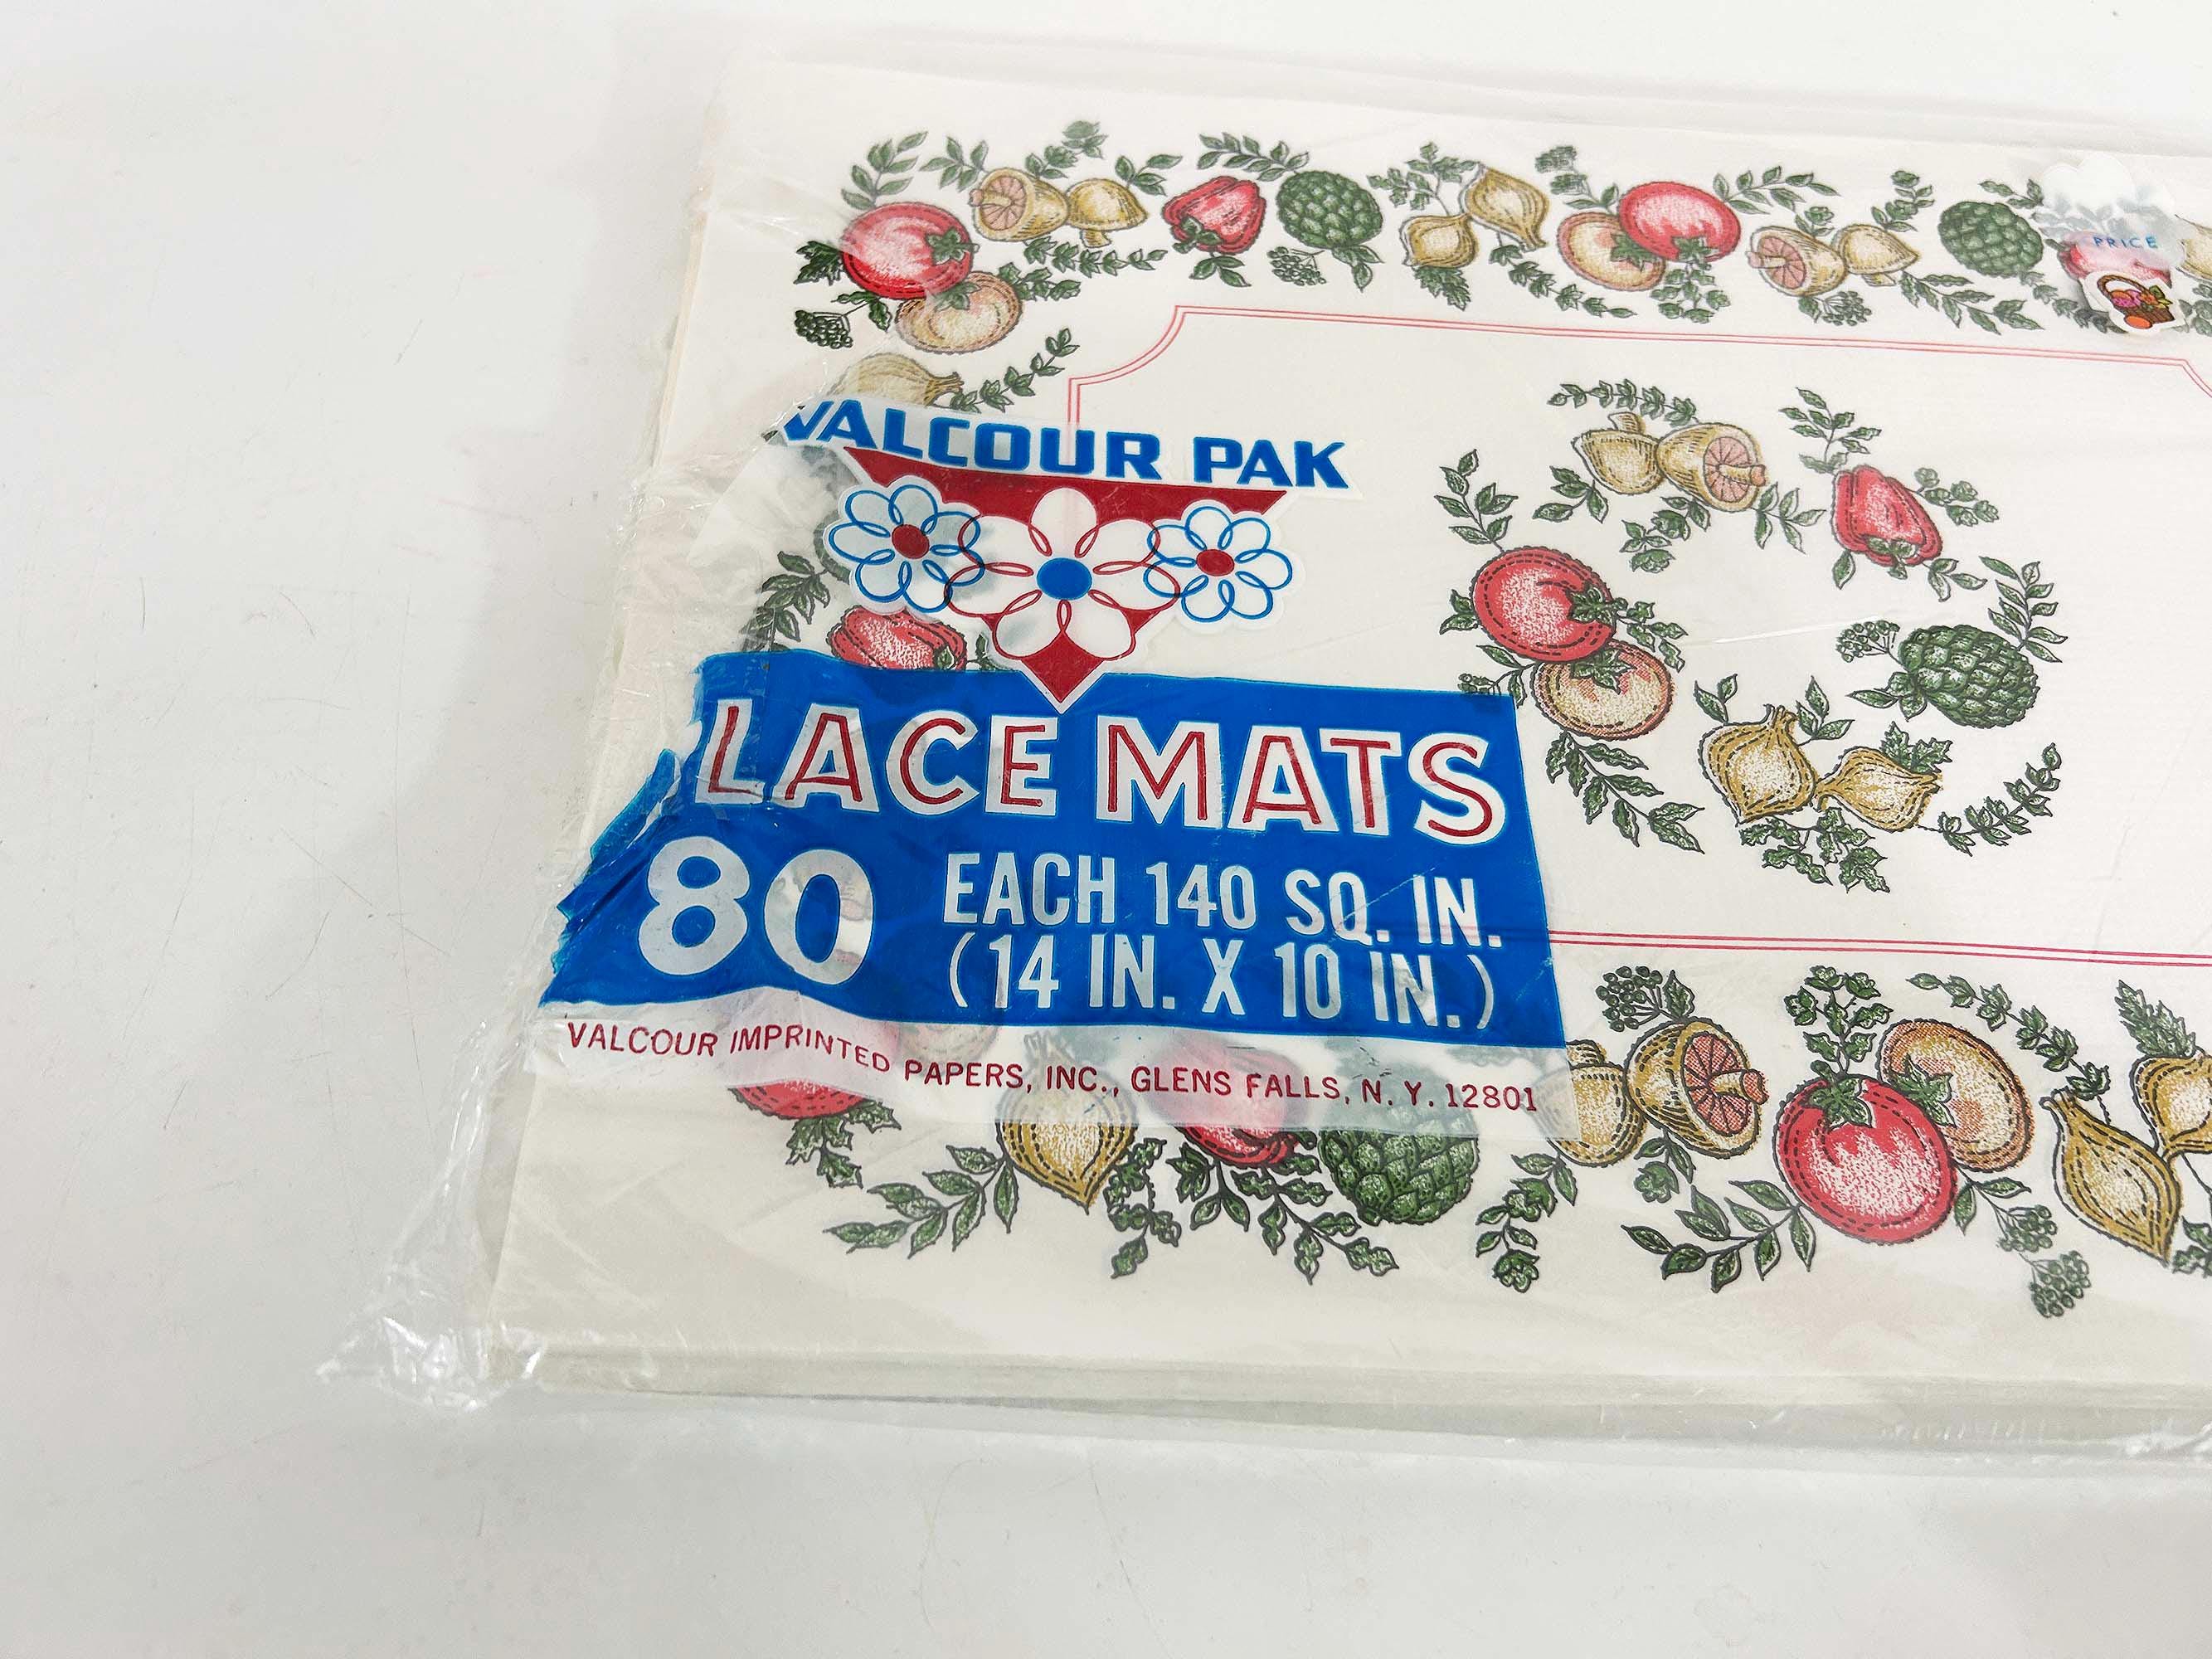 PRICE
VALCOUR PAK
LACE MATS
80 EACH 140 SQ. IN.
(14 IN. X 10 IN.)
VALCOUR IMPRINTED PAPERS, INC., GLENS FALLS, N. Y. 12801